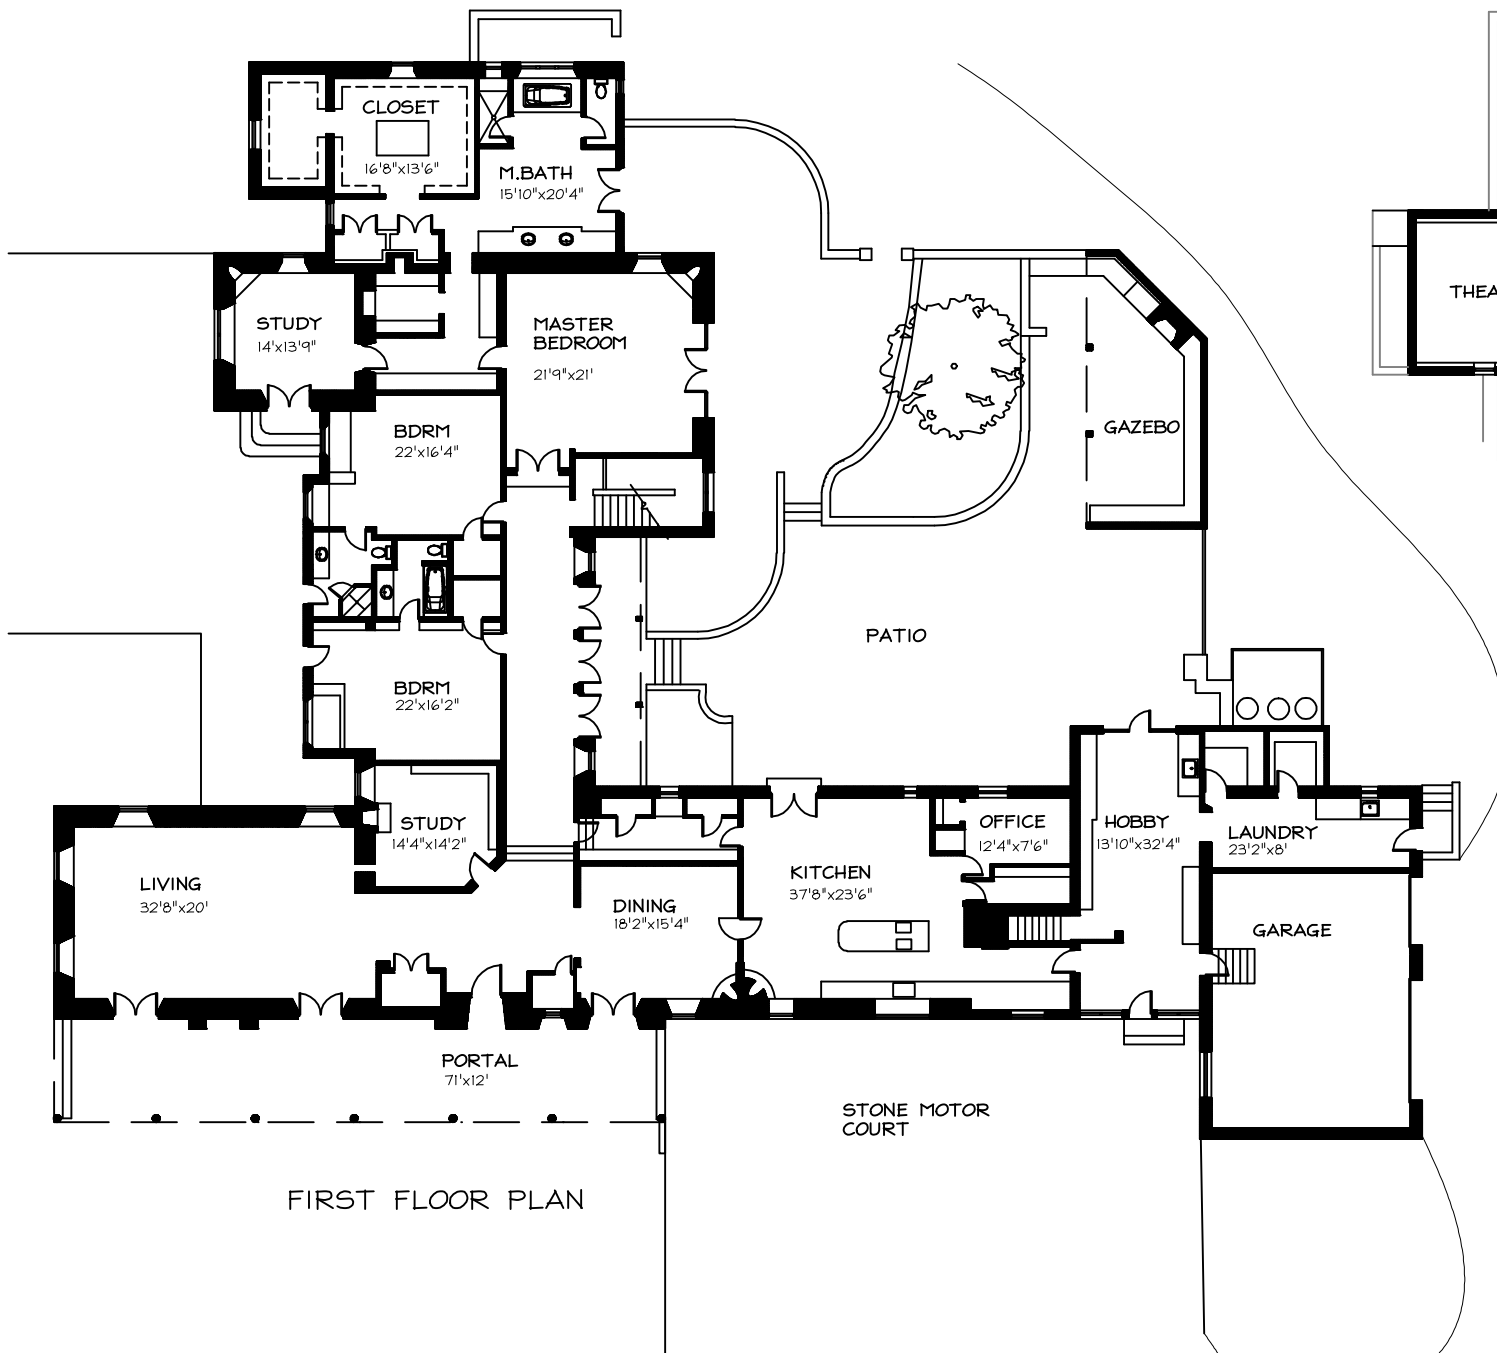 CLOSET
16'8"x13'6"
M.BATH
15'10"x20'4"
THEA
STUDY
14'x13'9"
MASTER
BEDROOM
21'9"x21'
BDRM
22'x16'4"
GAZEBO
PATIO
BDRM
22'x16'2"
STUDY
14'4"x14'2"
OFFICE
12'4"x7'6"
HOBBY
13'10"x32'4"
LAUNDRY
23'2"x8'
LIVING
32'8"x20'
KITCHEN
37'8"x23'6"
DINING
18'2"x15'4"
GARAGE
PORTAL
71'x12'
STONE MOTOR
COURT
FIRST FLOOR PLAN